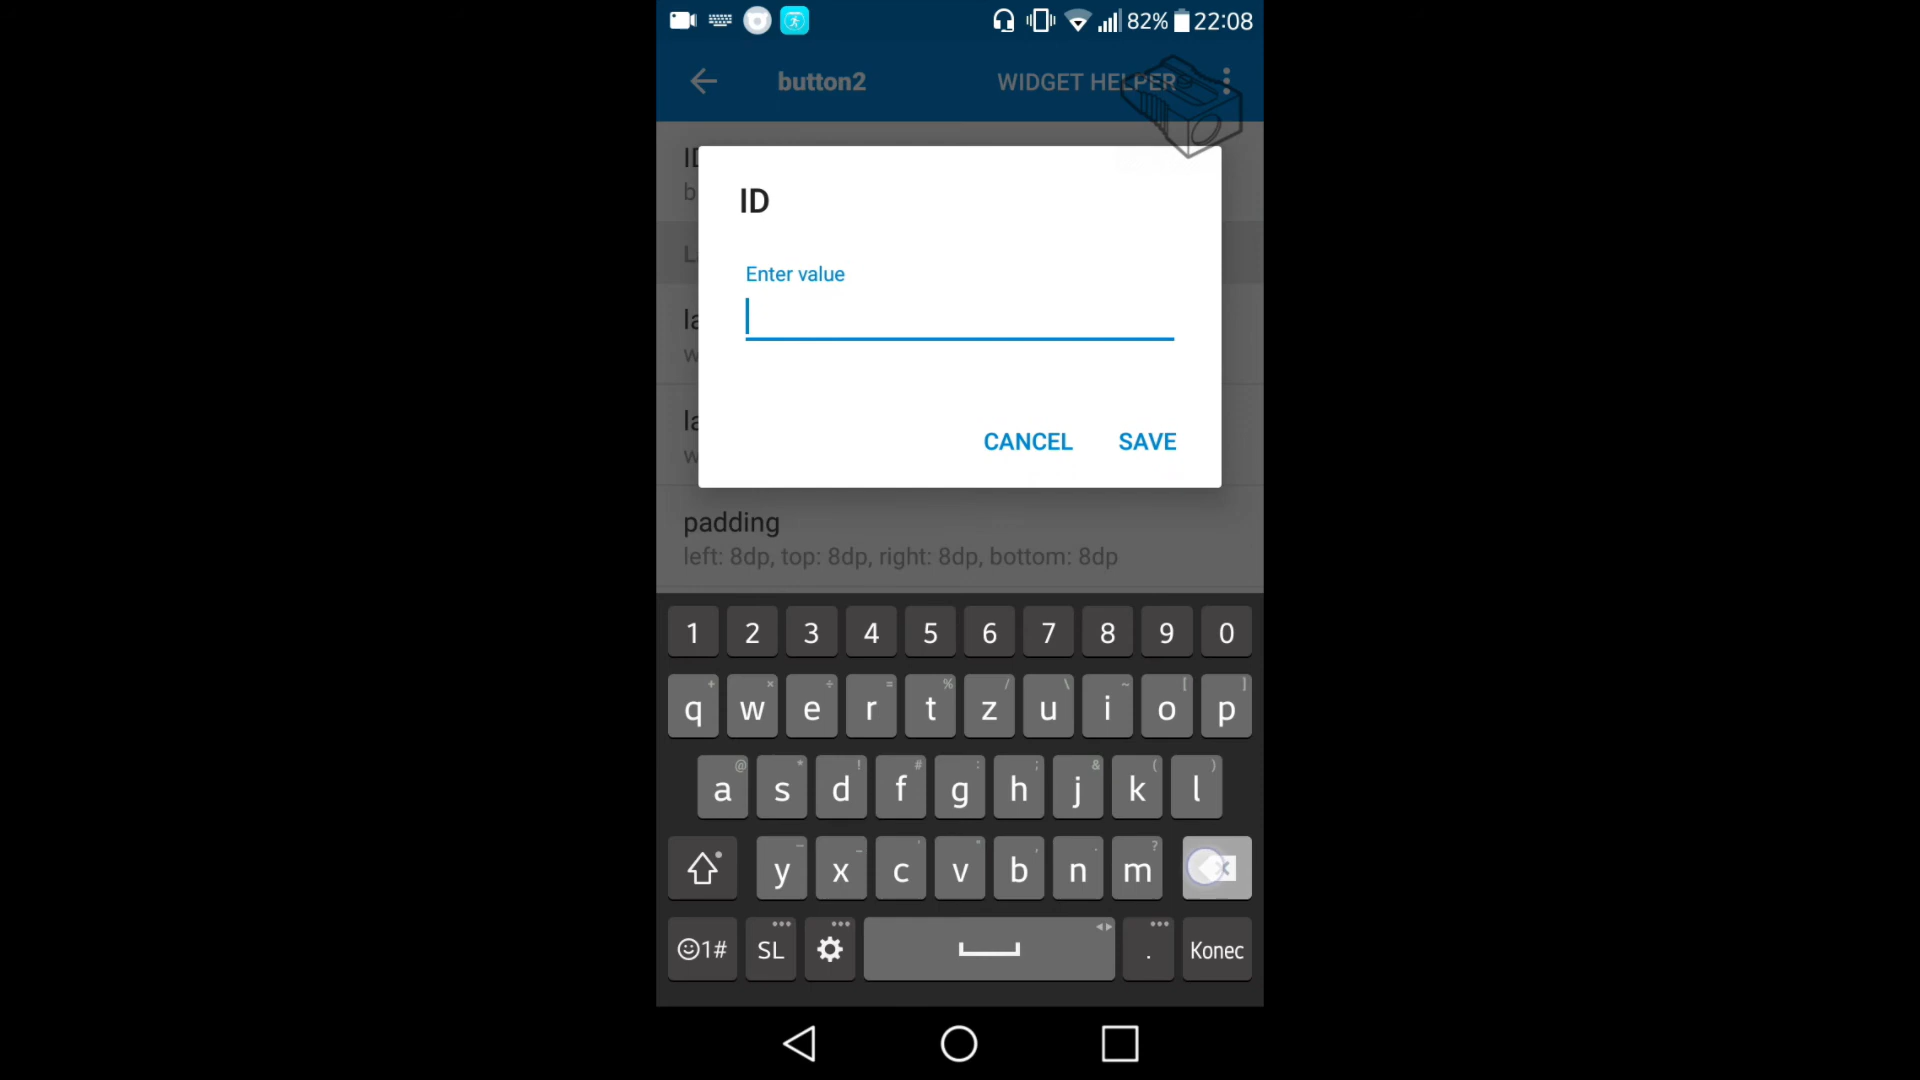 82% 22:08
button2 WIDGET HELPER
ID
Enter value
CANCEL SAVE
padding
left: 8dp, top: 8dp, right: 8dp, bottom: 8dp
1 2 3 4 5 6 7 8 9 0
q w e r t z u i o p
a s d f g h j k l
y x c v b n m
1# SL . Konec